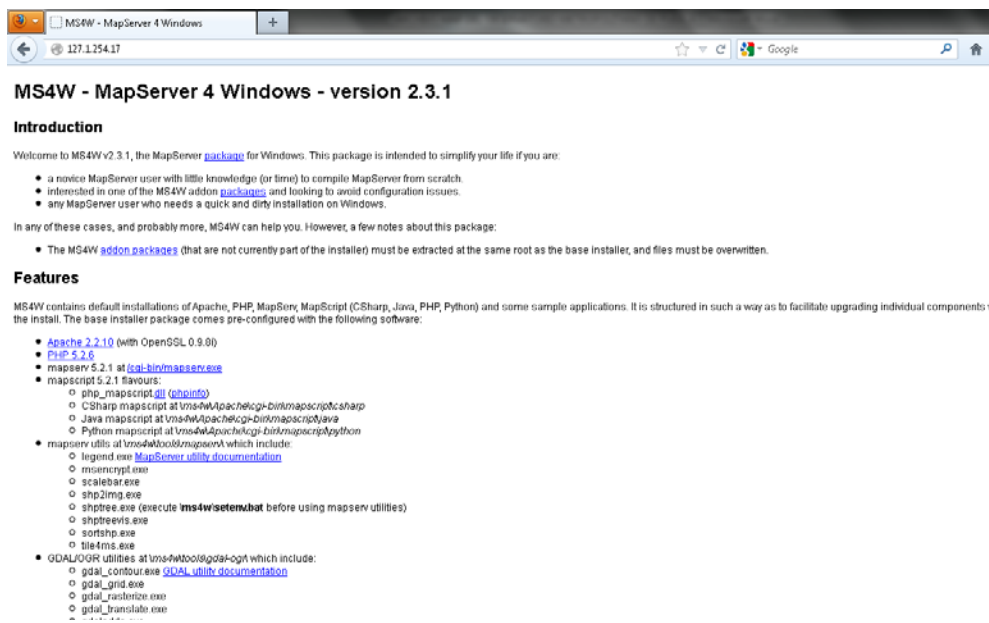 MS4W - MapServer 4 Windows
127.1.254.17
Google
MS4W - MapServer 4 Windows - version 2.3.1
Introduction
Welcome to MS4W v2.3.1, the MapServer package for Windows. This package is intended to simplify your life if you are:
a novice MapServer user with little knowledge (or time) to compile MapServer from scratch.
interested in one of the MS4W addon packages and looking to avoid configuration issues.
any MapServer user who needs a quick and dirty installation on Windows.
In any of these cases, and probably more, MS4W can help you. However, a few notes about this package:
The MS4W addon packages (that are not currently part of the installer) must be extracted at the same root as the base installer, and files must be overwritten.
Features
MS4W contains default installations of Apache, PHP, MapServ, MapScript (CSharp, Java, PHP, Python) and some sample applications. It is structured in such a way as to facilitate upgrading individual components
the install. The base installer package comes pre-configured with the following software:
Apache 2.2.10 (with OpenSSL 0.9.8i)
PHP 5.2.6
mapserv 5.2.1 at /cgi-bin/mapserv.exe
mapscript 5.2.1 flavours:
php_mapscript.dll (phpinfo)
CSharp mapscript at \ms4w\Apache\cgi-bin\mapscript\csharp
Java mapscript at \ms4w\Apache\cgi-bin\mapscript\java
Python mapscript at \ms4w\Apache\cgi-bin\mapscript\python
mapserv utils at \ms4w\tools\mapserv\ which include:
legend.exe MapServer utility documentation
msencrypt.exe
scalebar.exe
shp2img.exe
shptree.exe (execute \ms4w\setenv.bat before using mapserv utilities)
shptreevis.exe
sortshp.exe
tile4ms.exe
GDAL/OGR utilities at \ms4w\tools\gdal-ogr\ which include:
gdal_contour.exe GDAL utility documentation
gdal_grid.exe
gdal_rasterize.exe
gdal_translate.exe